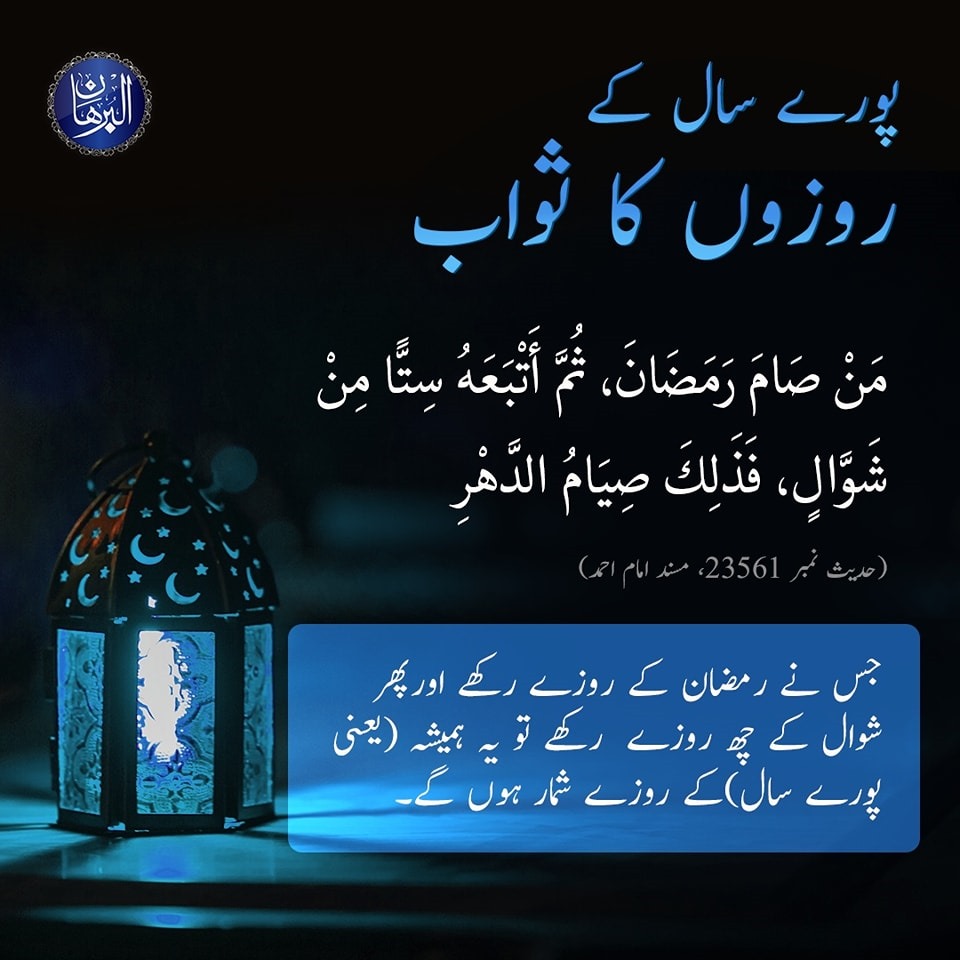 البرهان
پورے سال کے
روزوں کا ثواب
مَنْ صَامَ رَمَضَانَ، ثُمَّ أَتْبَعَهُ سِتًّا مِنْ
شَوَّالٍ، فَذَلِكَ صِيَامُ الدَّهْرِ
(حدیث نمبر 23561، مسند امام احمد)
جس نے رمضان کے روزے رکھے اور پھر
شوال کے چھ روزے رکھے تو یہ ہمیشہ (یعنی
پورے سال) کے روزے شمار ہوں گے۔